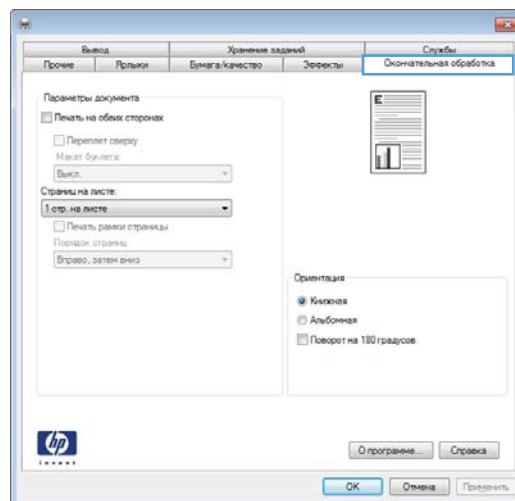 Вывод Хранение заданий Службы
Прочие Ярлыки Бумага/качество Эффекты Окончательная обработка
Параметры документа
Печать на обеих сторонах
Переплет сверху
Макет буклета:
Выкл.
Страниц на листе:
1 стр. на листе
Печать рамки страницы
Порядок страниц:
Вправо, затем вниз
E
Ориентация
Книжная
Альбомная
Поворот на 180 градусов
hp
invent
О программе... Справка
OK Отмена Применить